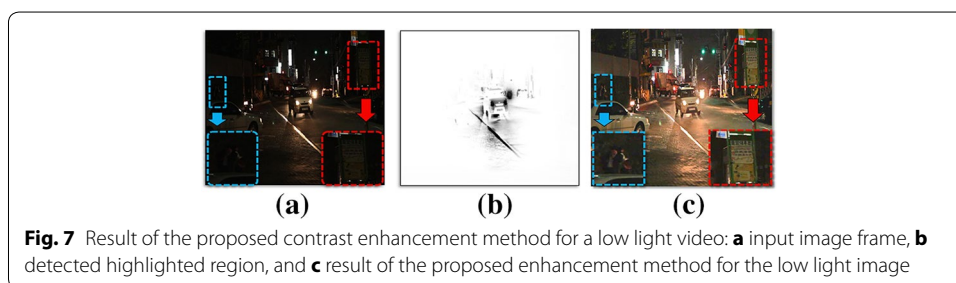 (a) (b) (c)
Fig. 7 Result of the proposed contrast enhancement method for a low light video: a input image frame, b
detected highlighted region, and c result of the proposed enhancement method for the low light image